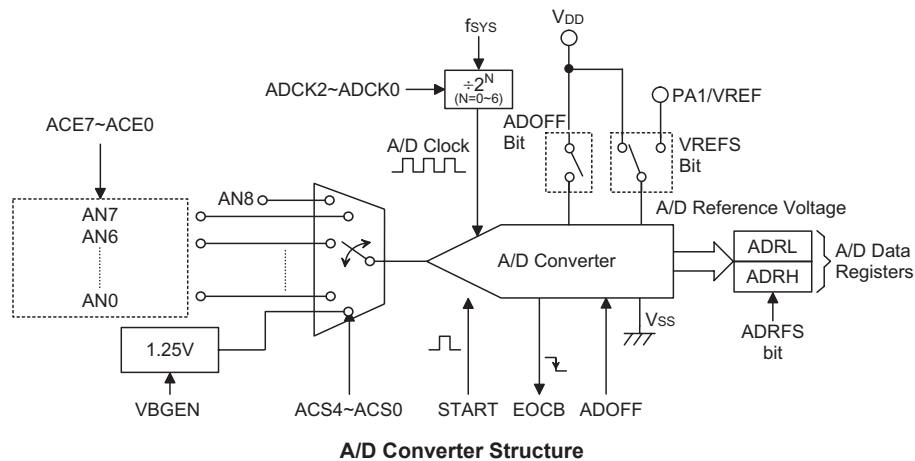 fSYS
VDD
ADCK2~ADCK0
÷2^N
(N=0~6)
PA1/VREF
ACE7~ACE0
ADOFF
Bit
VREFS
Bit
A/D Clock
AN8
AN7
AN6
AN0
A/D Reference Voltage
A/D Converter
ADRL
ADRH
A/D Data
Registers
1.25V
VSS
ADRFS
bit
VBGEN
ACS4~ACS0
START
EOCB
ADOFF
A/D Converter Structure